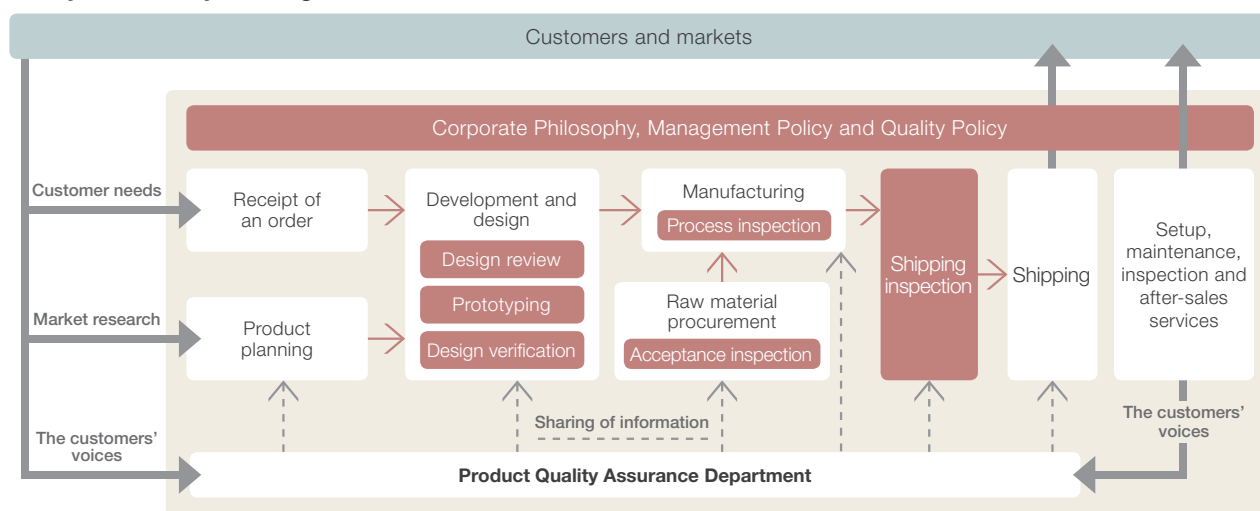 Customers and markets
Corporate Philosophy, Management Policy and Quality Policy
Customer needs
Receipt of
an order
Development and
design
Design review
Prototyping
Design verification
Manufacturing
Process inspection
Raw material
procurement
Acceptance inspection
Shipping
inspection
Shipping
Setup,
maintenance,
inspection and
after-sales
services
Market research
Product
planning
Sharing of information
The customers'
voices
The customers'
voices
Product Quality Assurance Department